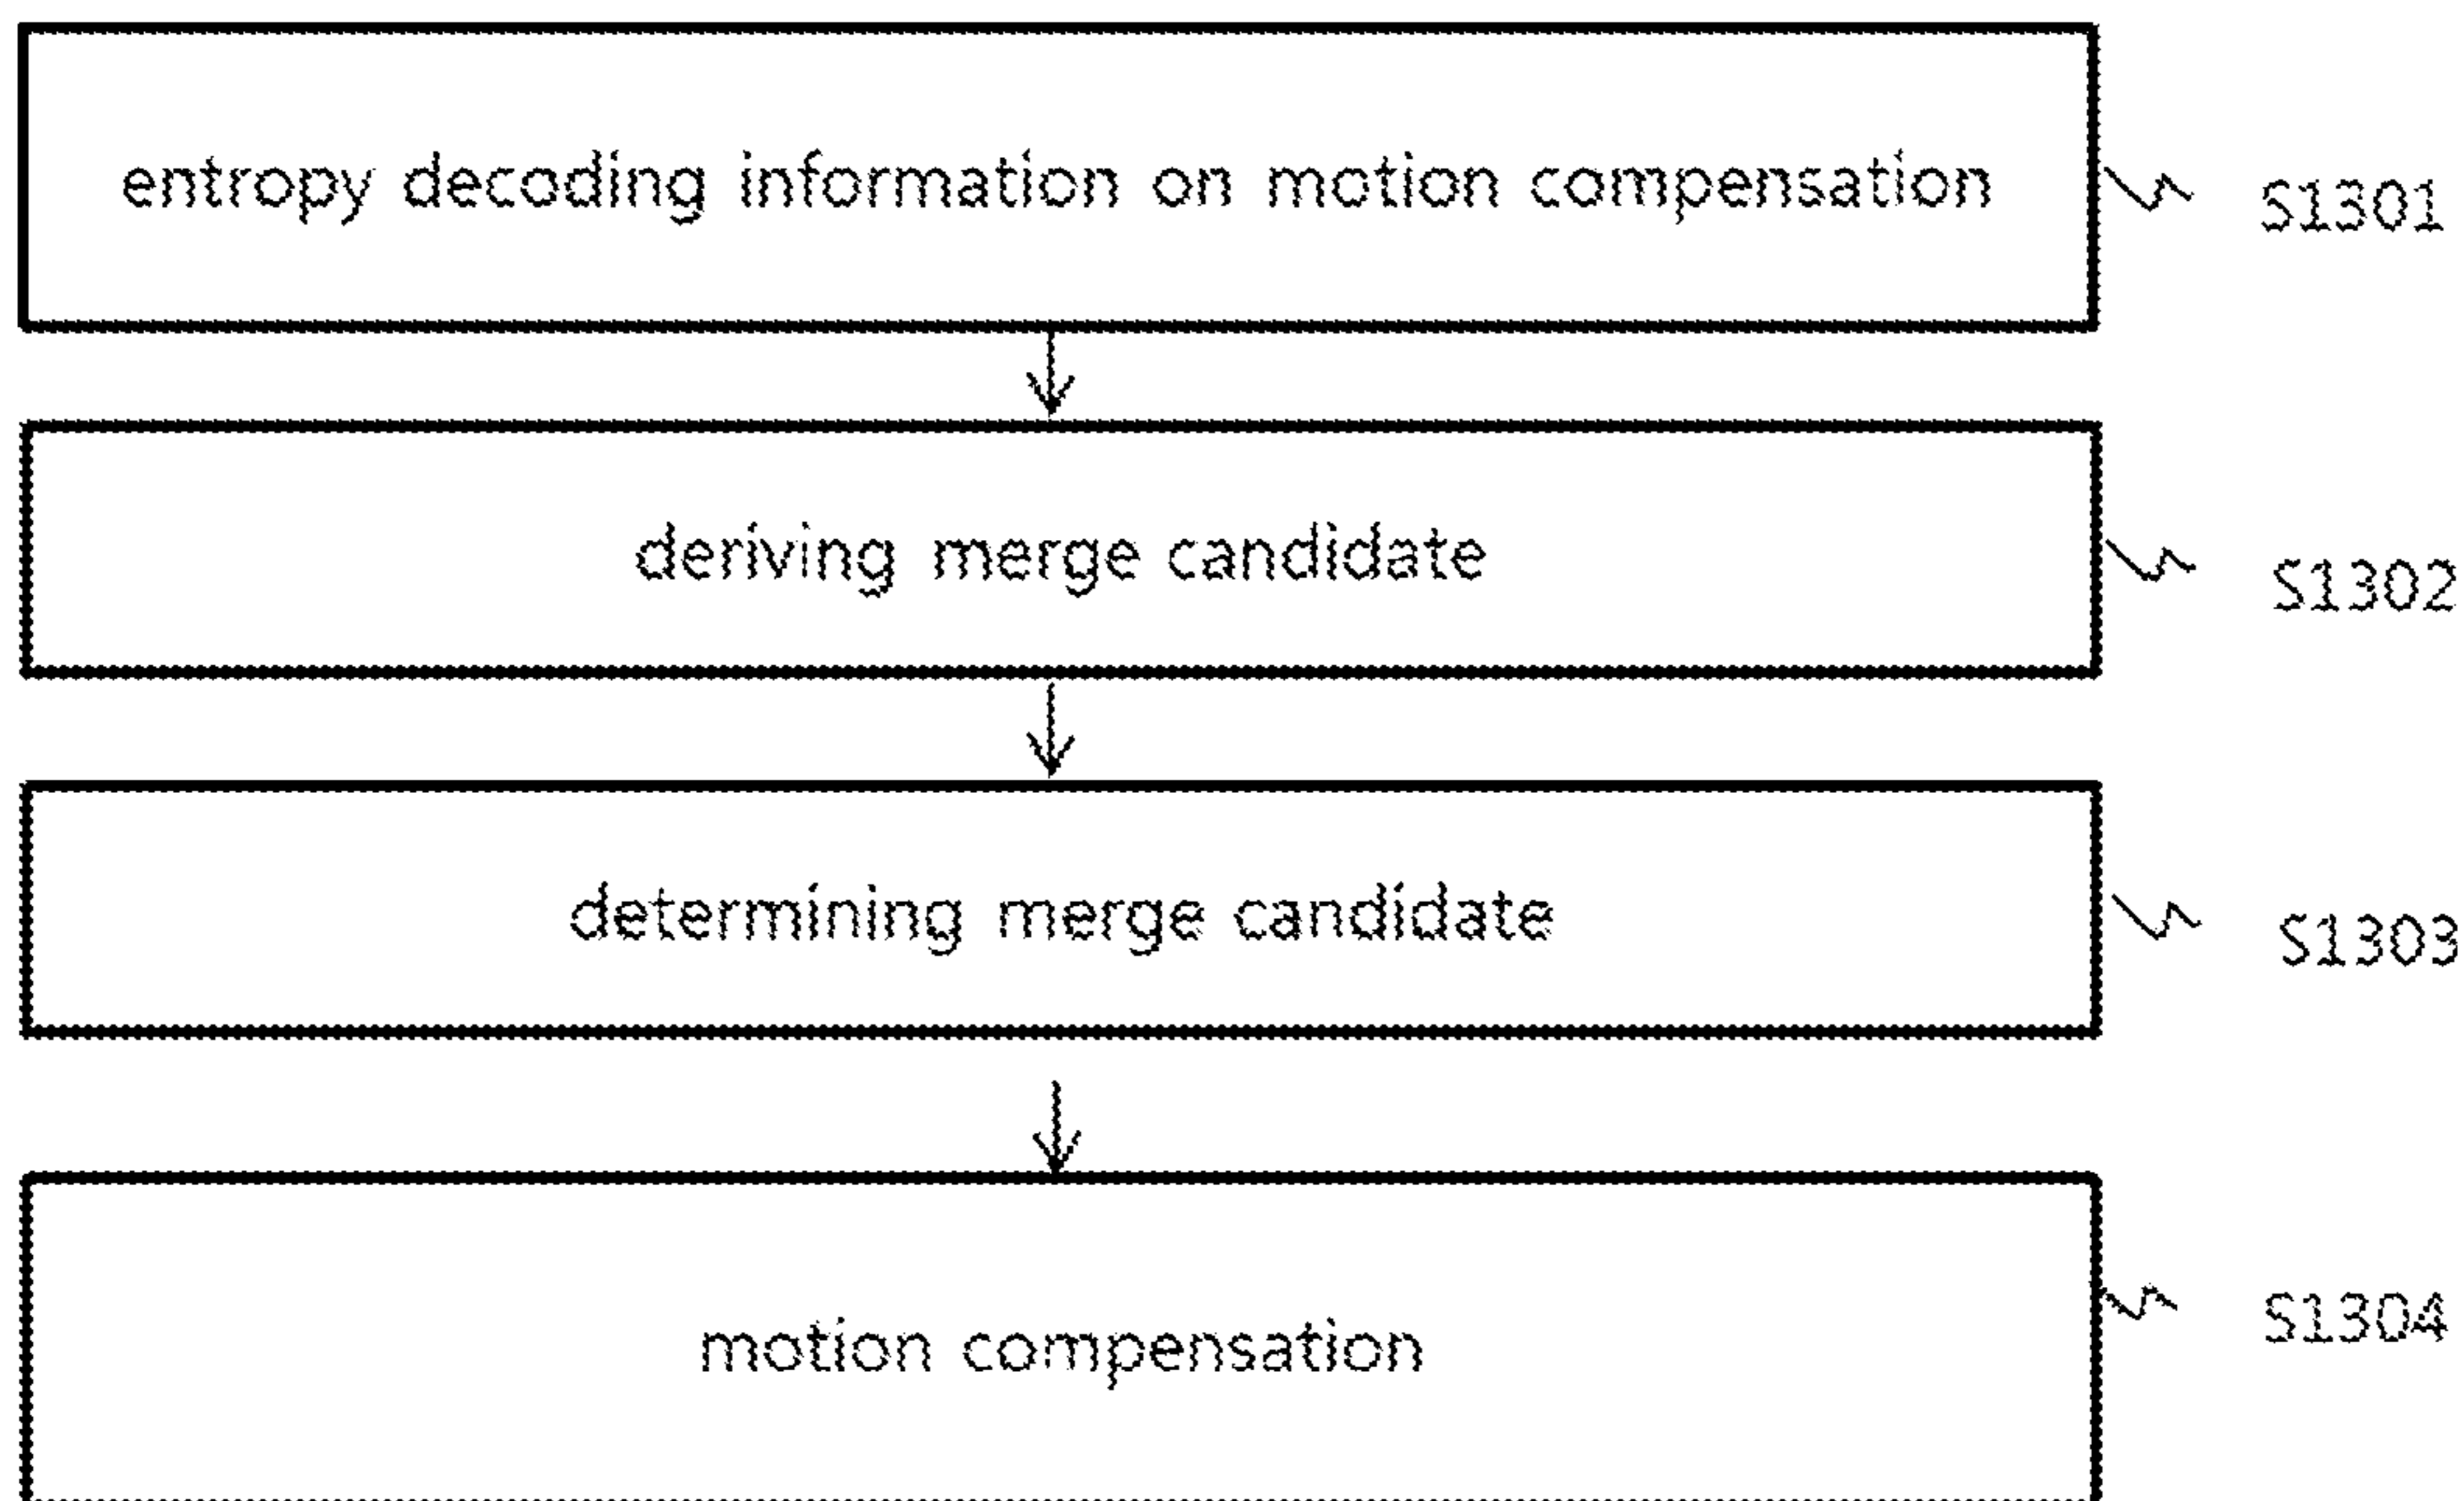 entropy decoding information on motion compensation
S1301
deriving merge candidate
S1302
determining merge candidate
S1303
motion compensation
S1304